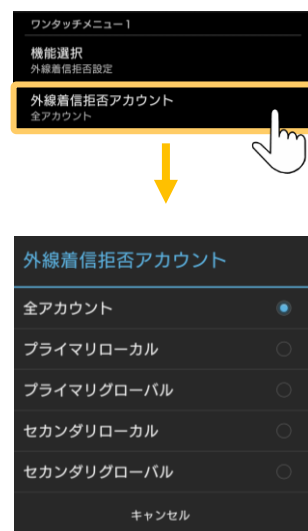 ワンタッチメニュー1
機能選択
外線着信拒否設定
外線着信拒否アカウント
全アカウント
外線着信拒否アカウント
全アカウント
プライマリローカル
プライマリグローバル
セカンダリローカル
セカンダリグローバル
キャンセル